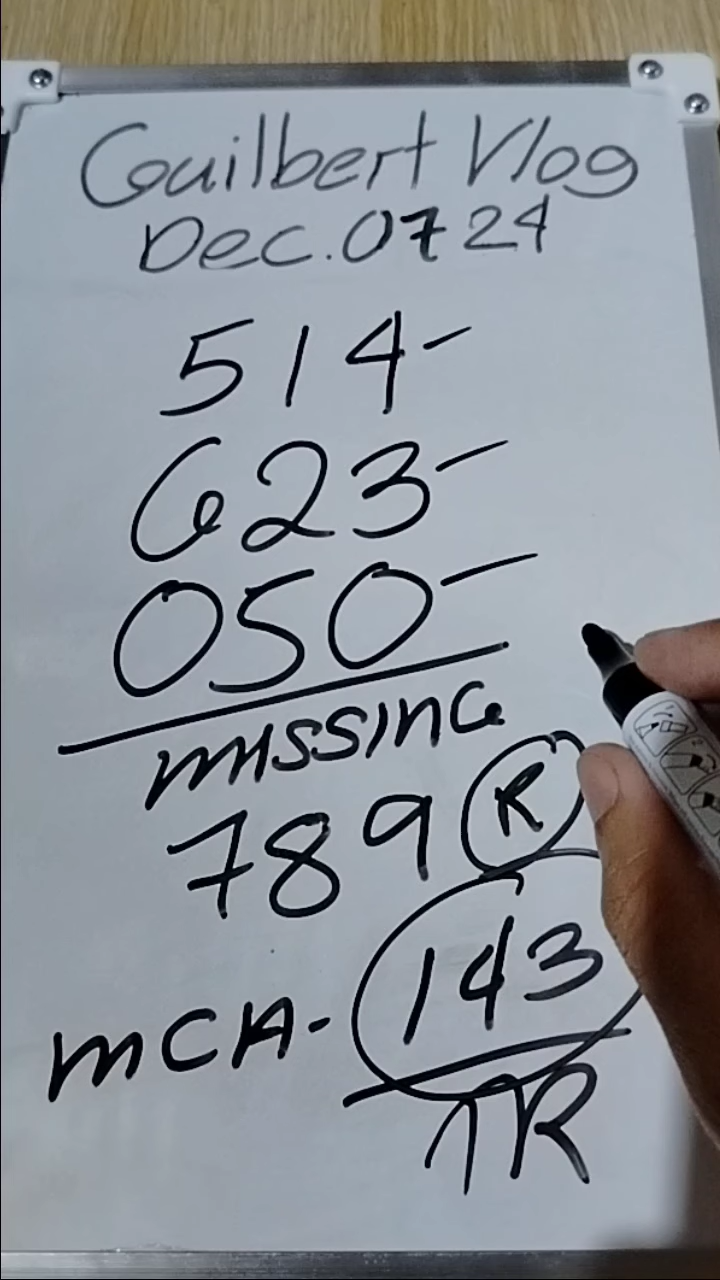 Guilbert Vlog
Dec. 07 24
514-
623-
050-
MISSING
789 R
MCA- 143
TR